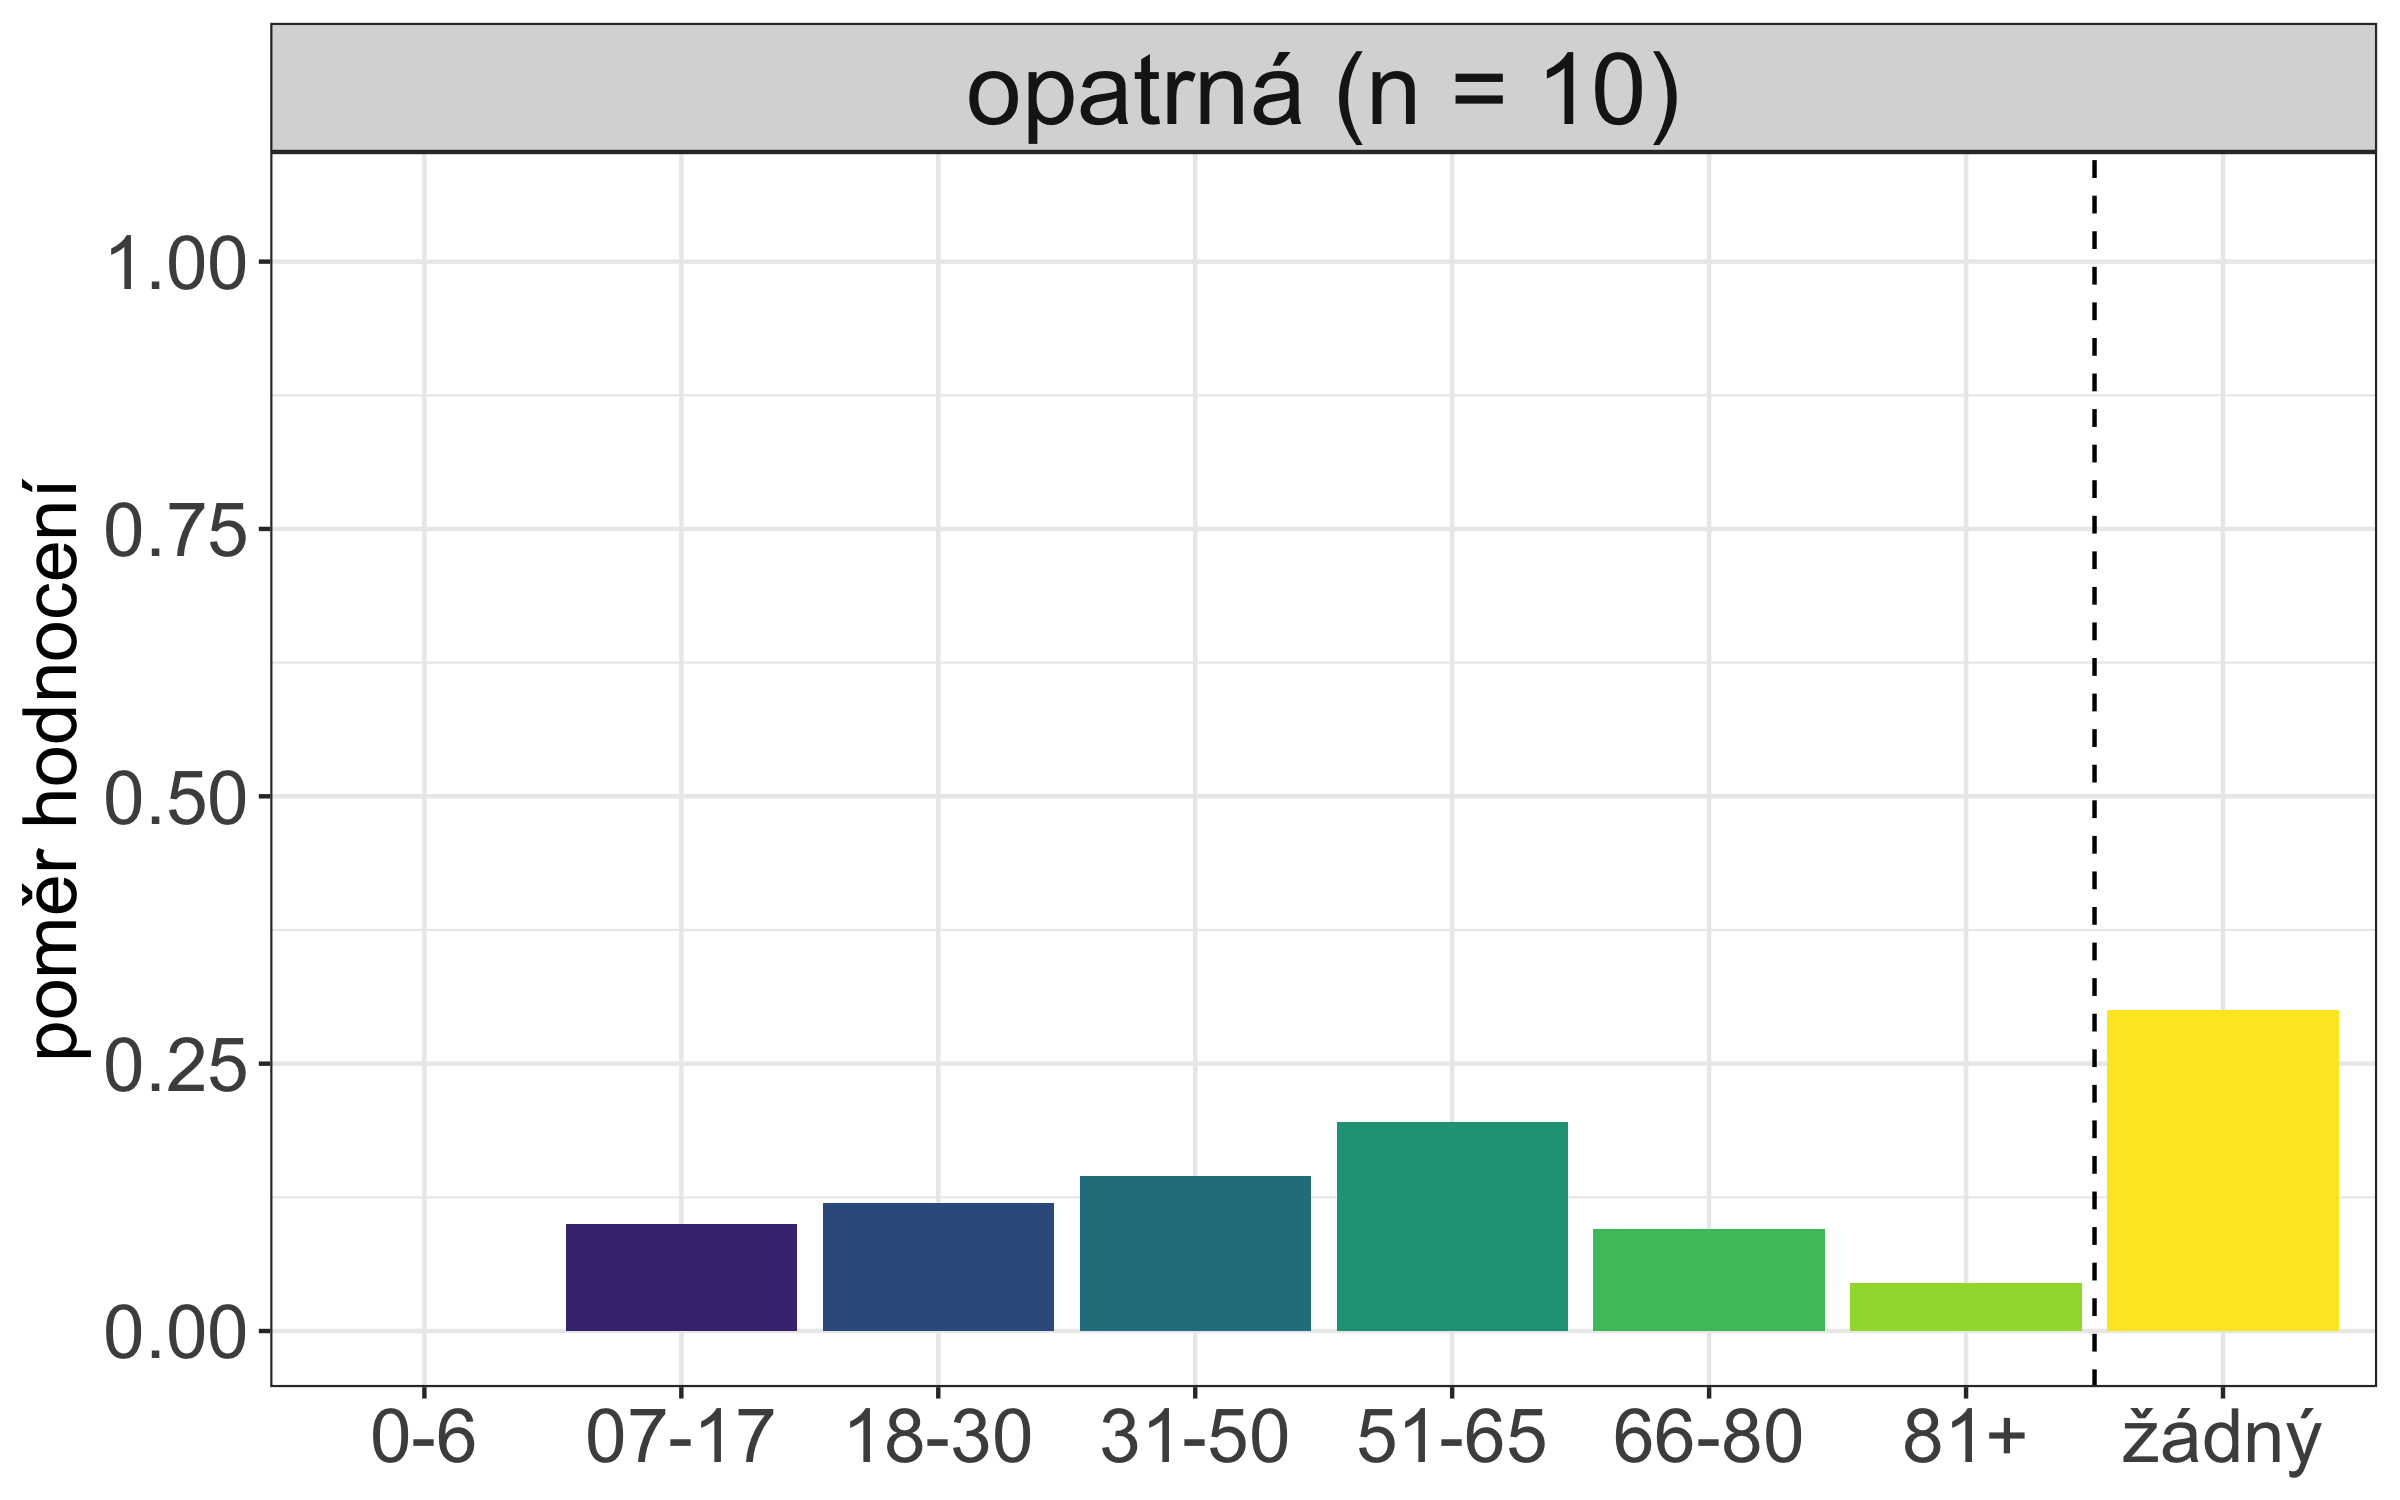 opatrná (n = 10)
poměr hodnocení
1.00
0.75
0.50
0.25
0.00
0-6 07-17 18-30 31-50 51-65 66-80 81+ žádný